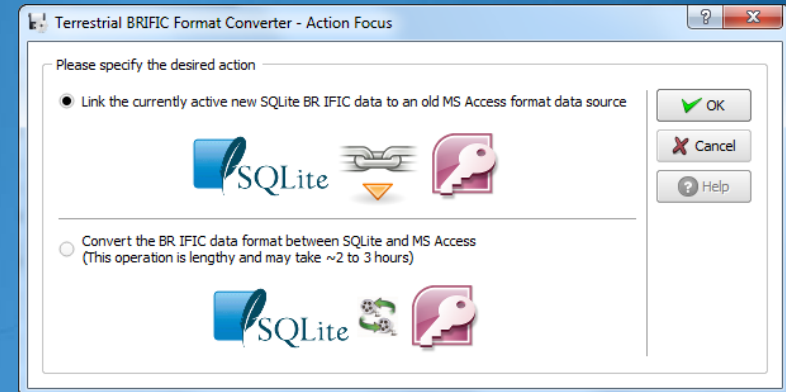 Terrestrial BRIFIC Format Converter - Action Focus
Please specify the desired action
Link the currently active new SQLite BR IFIC data to an old MS Access format data source
OK
SQLite
Cancel
Help
Convert the BR IFIC data format between SQLite and MS Access
(This operation is lengthy and may take ~2 to 3 hours)
SQLite